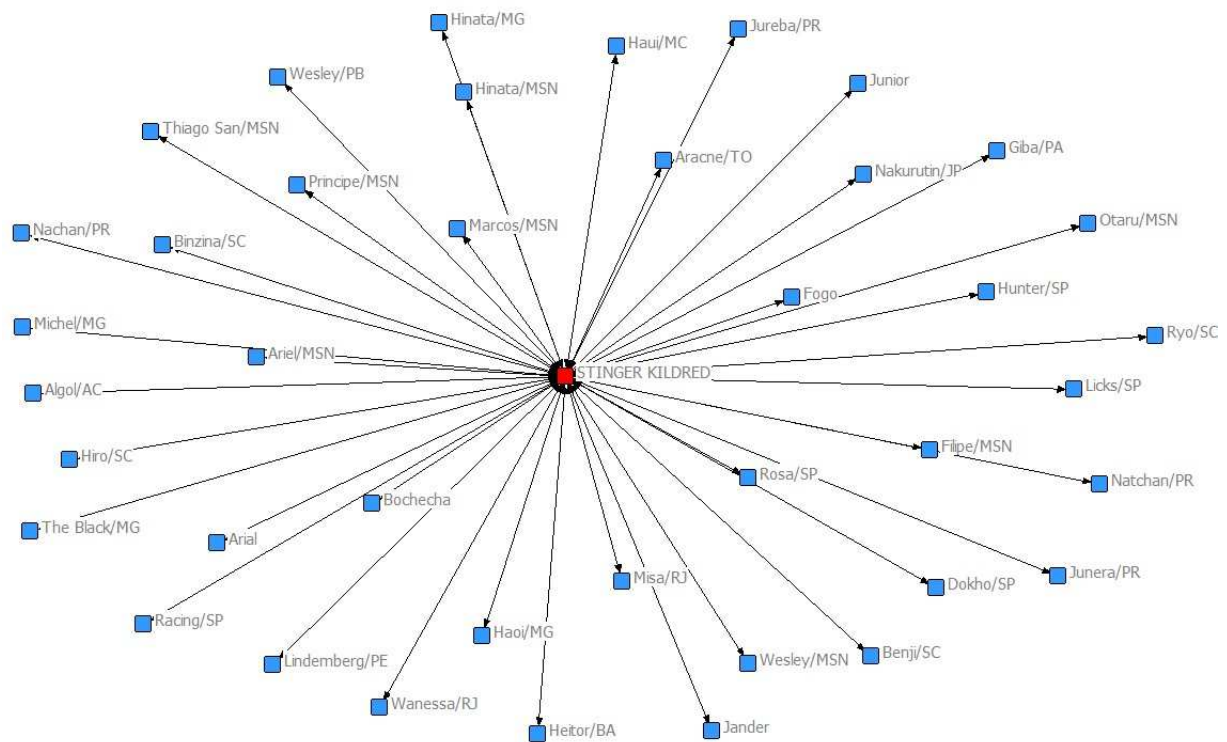 Hinata/MG
Jureba/PR
Haui/MC
Wesley/PB
Junior
Hinata/MSN
Thiago San/MSN
Giba/PA
Aracne/TO
Nakurutin/JP
Principe/MSN
Otaru/MSN
Marcos/MSN
Nachan/PR
Binzina/SC
Hunter/SP
Fogo
Michel/MG
Ryo/SC
Ariel/MSN
STINGER KILDRED
Licks/SP
Algol/AC
Filipe/MSN
Hiro/SC
Rosa/SP
Natchan/PR
Bochecha
The Black/MG
Arial
Misa/RJ
Junera/PR
Dokho/SP
Racing/SP
Haoi/MG
Benji/SC
Lindemberg/PE
Wesley/MSN
Wanessa/RJ
Heitor/BA
Jander